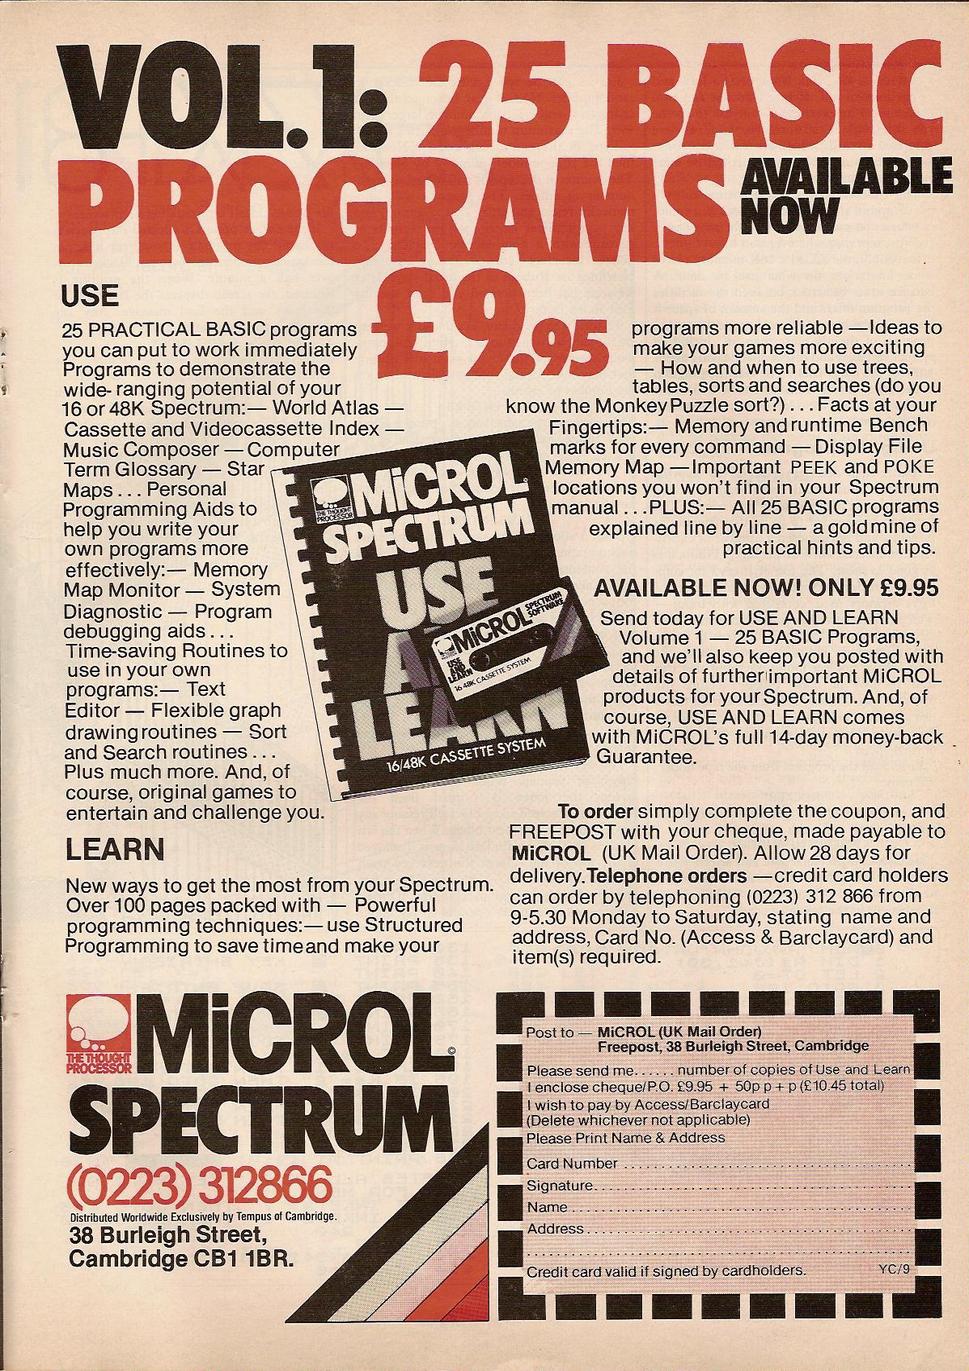 VOL.1: 25 BASIC
PROGRAMS AVAILABLE
NOW
£9.95
USE
25 PRACTICAL BASIC programs
you can put to work immediately
Programs to demonstrate the
wide- ranging potential of your
16 or 48K Spectrum:— World Atlas —
Cassette and Videocassette Index —
Music Composer — Computer
Term Glossary — Star
Maps . . . Personal
Programming Aids to
help you write your
own programs more
effectively:— Memory
Map Monitor — System
Diagnostic — Program
debugging aids . . .
Time-saving Routines to
use in your own
programs:— Text
Editor — Flexible graph
drawing routines — Sort
and Search routines . . .
Plus much more. And, of
course, original games to
entertain and challenge you.
LEARN
New ways to get the most from your Spectrum.
Over 100 pages packed with — Powerful
programming techniques:— use Structured
Programming to save time and make your
programs more reliable —Ideas to
make your games more exciting
— How and when to use trees,
tables, sorts and searches (do you
know the Monkey Puzzle sort?) . . . Facts at your
Fingertips:— Memory and runtime Bench
marks for every command — Display File
Memory Map —Important PEEK and POKE
locations you won't find in your Spectrum
manual . . .PLUS:— All 25 BASIC programs
explained line by line — a goldmine of
practical hints and tips.
MiCROL
THE THOUGHT
PROCESSOR
SPECTRUM
USE
AND
LEARN
16/48K CASSETTE SYSTEM
MiCROL
SPECTRUM
SOFTWARE
USE
AND
LEARN
16/48K CASSETTE SYSTEM
AVAILABLE NOW! ONLY £9.95
Send today for USE AND LEARN
Volume 1 — 25 BASIC Programs,
and we'll also keep you posted with
details of further important MiCROL
products for your Spectrum. And, of
course, USE AND LEARN comes
with MiCROL's full 14-day money-back
Guarantee.
To order simply complete the coupon, and
FREEPOST with your cheque, made payable to
MiCROL (UK Mail Order). Allow 28 days for
delivery. Telephone orders —credit card holders
can order by telephoning (0223) 312 866 from
9-5.30 Monday to Saturday, stating name and
address, Card No. (Access & Barclaycard) and
item(s) required.
THE THOUGHT
PROCESSOR
MiCROL ©
SPECTRUM
(0223) 312866
Distributed Worldwide Exclusively by Tempus of Cambridge.
38 Burleigh Street,
Cambridge CB1 1BR.
Post to — MiCROL (UK Mail Order)
Freepost, 38 Burleigh Street, Cambridge
Please send me. . . . . . number of copies of Use and Learn
I enclose cheque/P.O. £9.95 + 50p p + p (£10.45 total)
I wish to pay by Access/Barclaycard
(Delete whichever not applicable)
Please Print Name & Address
Card Number . . . . . . . . . . . . . . . . . . . . . . . . . . . . . .
Signature. . . . . . . . . . . . . . . . . . . . . . . . . . . . . . . . .
Name . . . . . . . . . . . . . . . . . . . . . . . . . . . . . . . . . . .
Address . . . . . . . . . . . . . . . . . . . . . . . . . . . . . . . . .
Credit card valid if signed by cardholders. YC/9